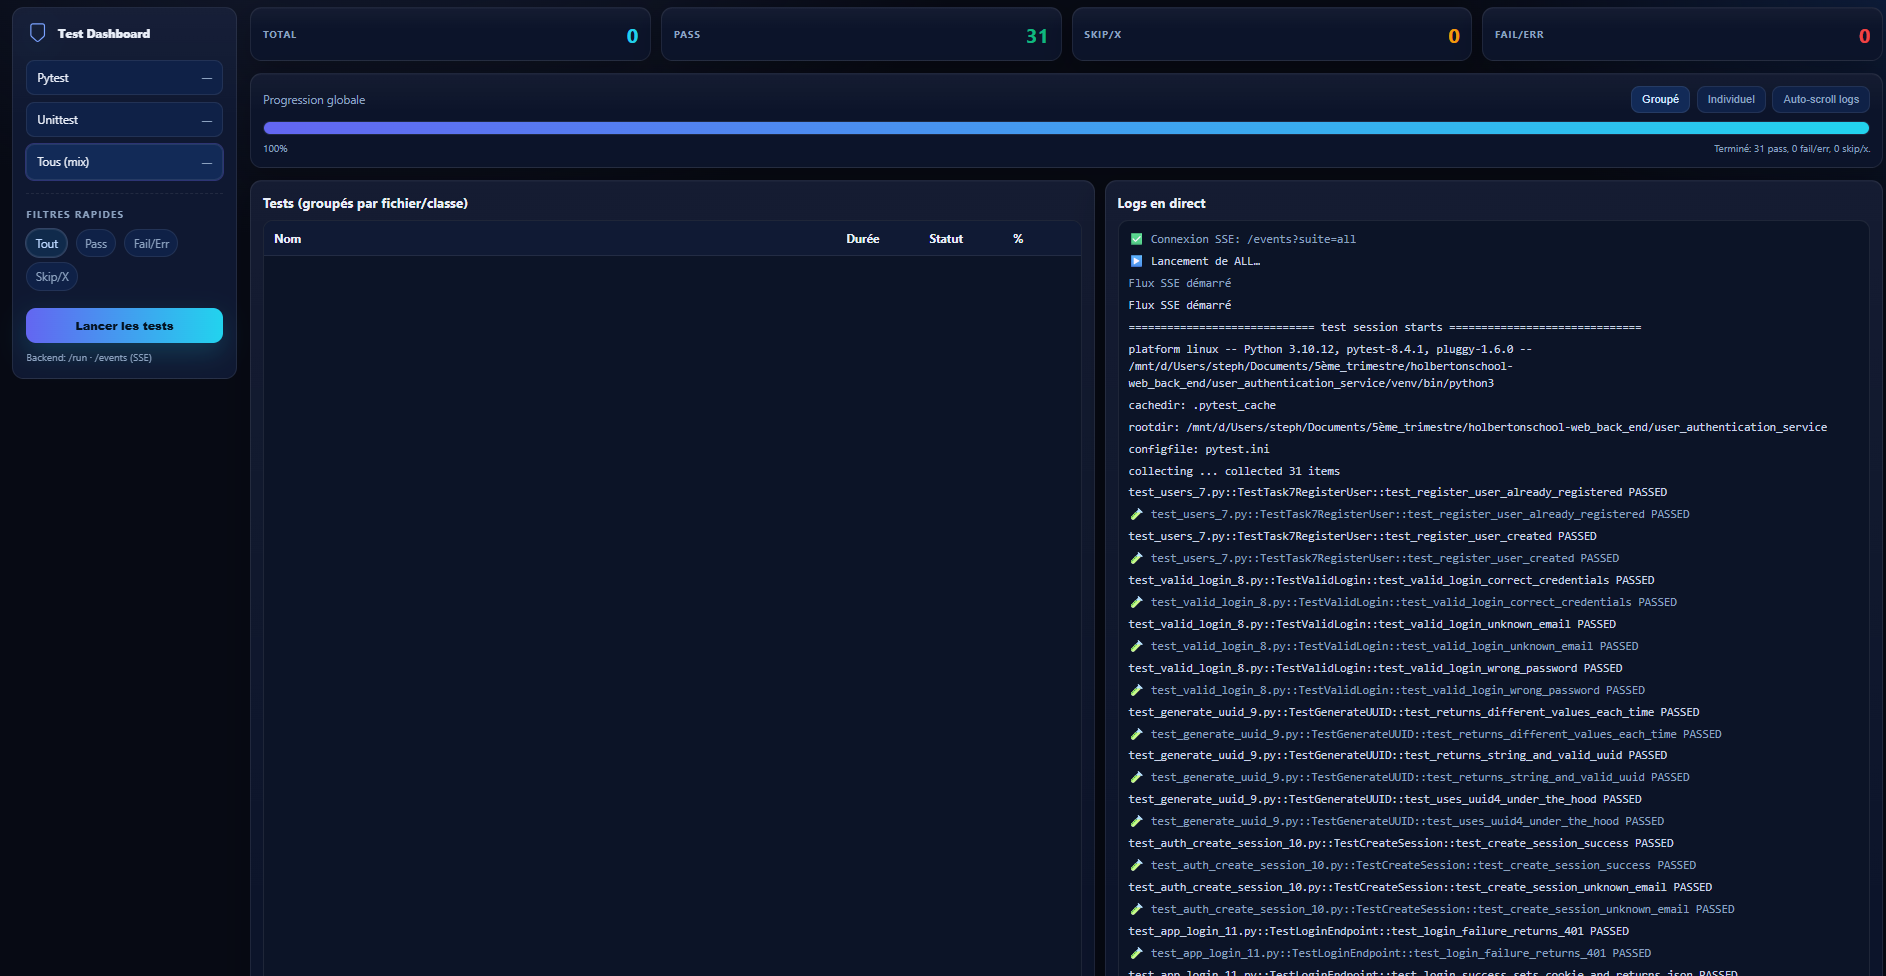 Test Dashboard
Pytest —
Unittest —
Tous (mix) —
FILTRES RAPIDES
Tout Pass Fail/Err
Skip/X
Lancer les tests
Backend: /run · /events (SSE)
TOTAL 0
PASS 31
SKIP/X 0
FAIL/ERR 0
Progression globale
Groupé Individuel Auto-scroll logs
100%
Terminé: 31 pass, 0 fail/err, 0 skip/x.
Tests (groupés par fichier/classe)
Nom Durée Statut %
Logs en direct
✅ Connexion SSE: /events?suite=all
▶️ Lancement de ALL…
Flux SSE démarré
Flux SSE démarré
============================= test session starts ==============================
platform linux -- Python 3.10.12, pytest-8.4.1, pluggy-1.6.0 --
/mnt/d/Users/steph/Documents/5ème_trimestre/holbertonschool-
web_back_end/user_authentication_service/venv/bin/python3
cachedir: .pytest_cache
rootdir: /mnt/d/Users/steph/Documents/5ème_trimestre/holbertonschool-web_back_end/user_authentication_service
configfile: pytest.ini
collecting ... collected 31 items
test_users_7.py::TestTask7RegisterUser::test_register_user_already_registered PASSED
test_users_7.py::TestTask7RegisterUser::test_register_user_already_registered PASSED
test_users_7.py::TestTask7RegisterUser::test_register_user_created PASSED
test_users_7.py::TestTask7RegisterUser::test_register_user_created PASSED
test_valid_login_8.py::TestValidLogin::test_valid_login_correct_credentials PASSED
test_valid_login_8.py::TestValidLogin::test_valid_login_correct_credentials PASSED
test_valid_login_8.py::TestValidLogin::test_valid_login_unknown_email PASSED
test_valid_login_8.py::TestValidLogin::test_valid_login_unknown_email PASSED
test_valid_login_8.py::TestValidLogin::test_valid_login_wrong_password PASSED
test_valid_login_8.py::TestValidLogin::test_valid_login_wrong_password PASSED
test_generate_uuid_9.py::TestGenerateUUID::test_returns_different_values_each_time PASSED
test_generate_uuid_9.py::TestGenerateUUID::test_returns_different_values_each_time PASSED
test_generate_uuid_9.py::TestGenerateUUID::test_returns_string_and_valid_uuid PASSED
test_generate_uuid_9.py::TestGenerateUUID::test_returns_string_and_valid_uuid PASSED
test_generate_uuid_9.py::TestGenerateUUID::test_uses_uuid4_under_the_hood PASSED
test_generate_uuid_9.py::TestGenerateUUID::test_uses_uuid4_under_the_hood PASSED
test_auth_create_session_10.py::TestCreateSession::test_create_session_success PASSED
test_auth_create_session_10.py::TestCreateSession::test_create_session_success PASSED
test_auth_create_session_10.py::TestCreateSession::test_create_session_unknown_email PASSED
test_auth_create_session_10.py::TestCreateSession::test_create_session_unknown_email PASSED
test_app_login_11.py::TestLoginEndpoint::test_login_failure_returns_401 PASSED
test_app_login_11.py::TestLoginEndpoint::test_login_failure_returns_401 PASSED
test_app_login_11.py::TestLoginEndpoint::test_login_success_sets_cookie_and_returns_json PASSED